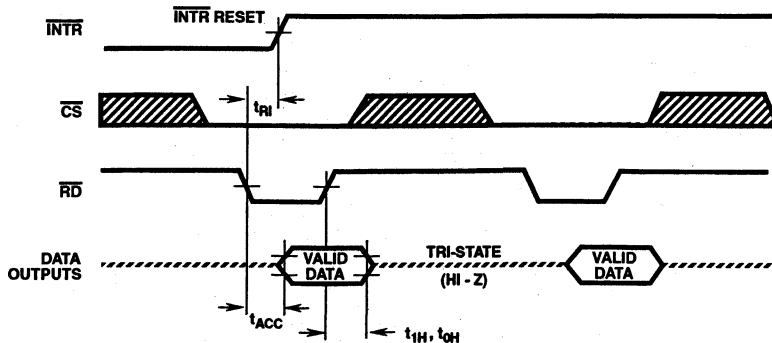 INTR
INTR RESET
tRI
CS
RD
DATA
OUTPUTS
VALID
DATA
TRI-STATE
(HI - Z)
VALID
DATA
tACC
t1H, t0H